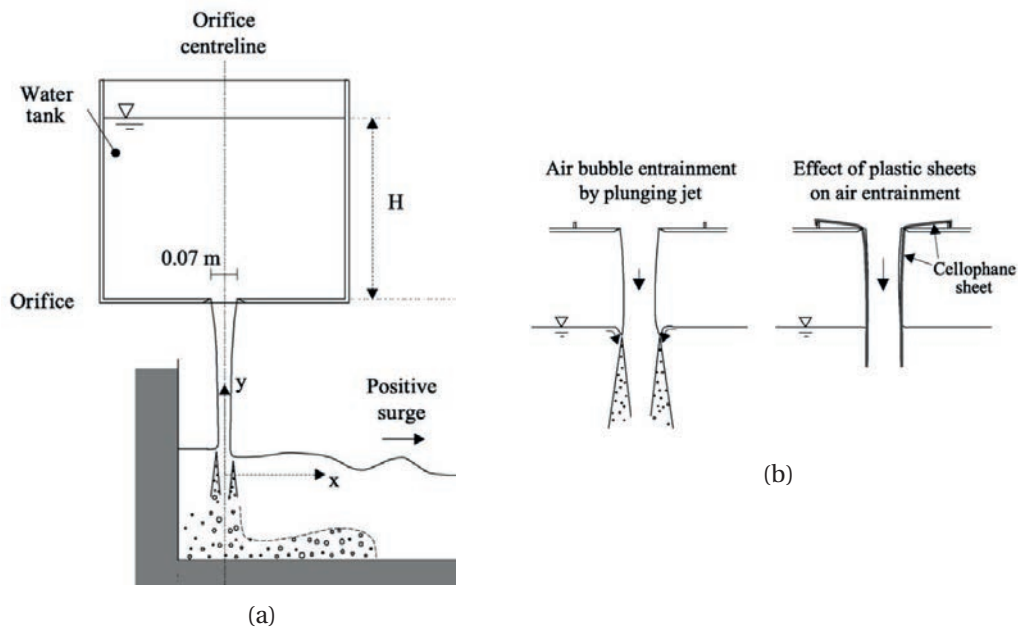 Orifice
centreline
Water
tank
H
0.07 m
Orifice
y
Positive
surge
x
(a)
Air bubble entrainment
by plunging jet
Effect of plastic sheets
on air entrainment
Cellophane
sheet
(b)